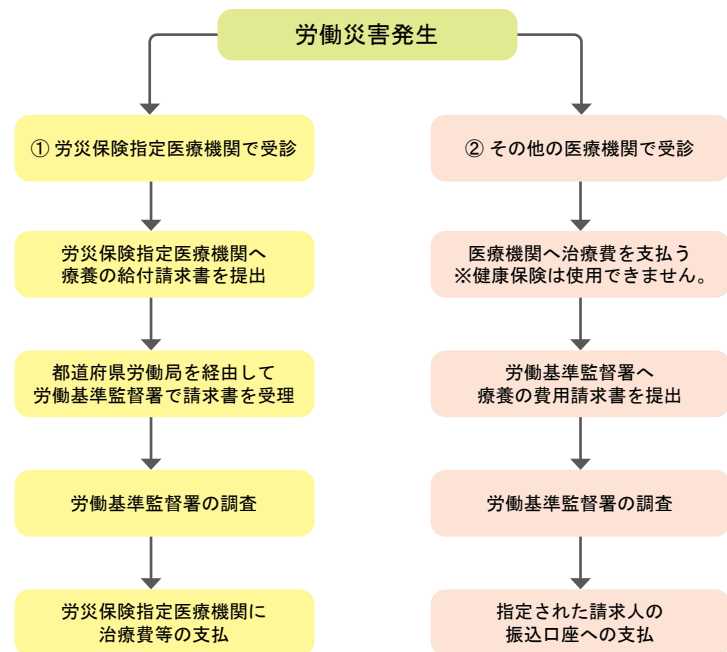 労働災害発生
① 労災保険指定医療機関で受診
労災保険指定医療機関へ
療養の給付請求書を提出
都道府県労働局を経由して
労働基準監督署で請求書を受理
労働基準監督署の調査
労災保険指定医療機関に
治療費等の支払
② その他の医療機関で受診
医療機関へ治療費を支払う
※健康保険は使用できません。
労働基準監督署へ
療養の費用請求書を提出
労働基準監督署の調査
指定された請求人の
振込口座への支払